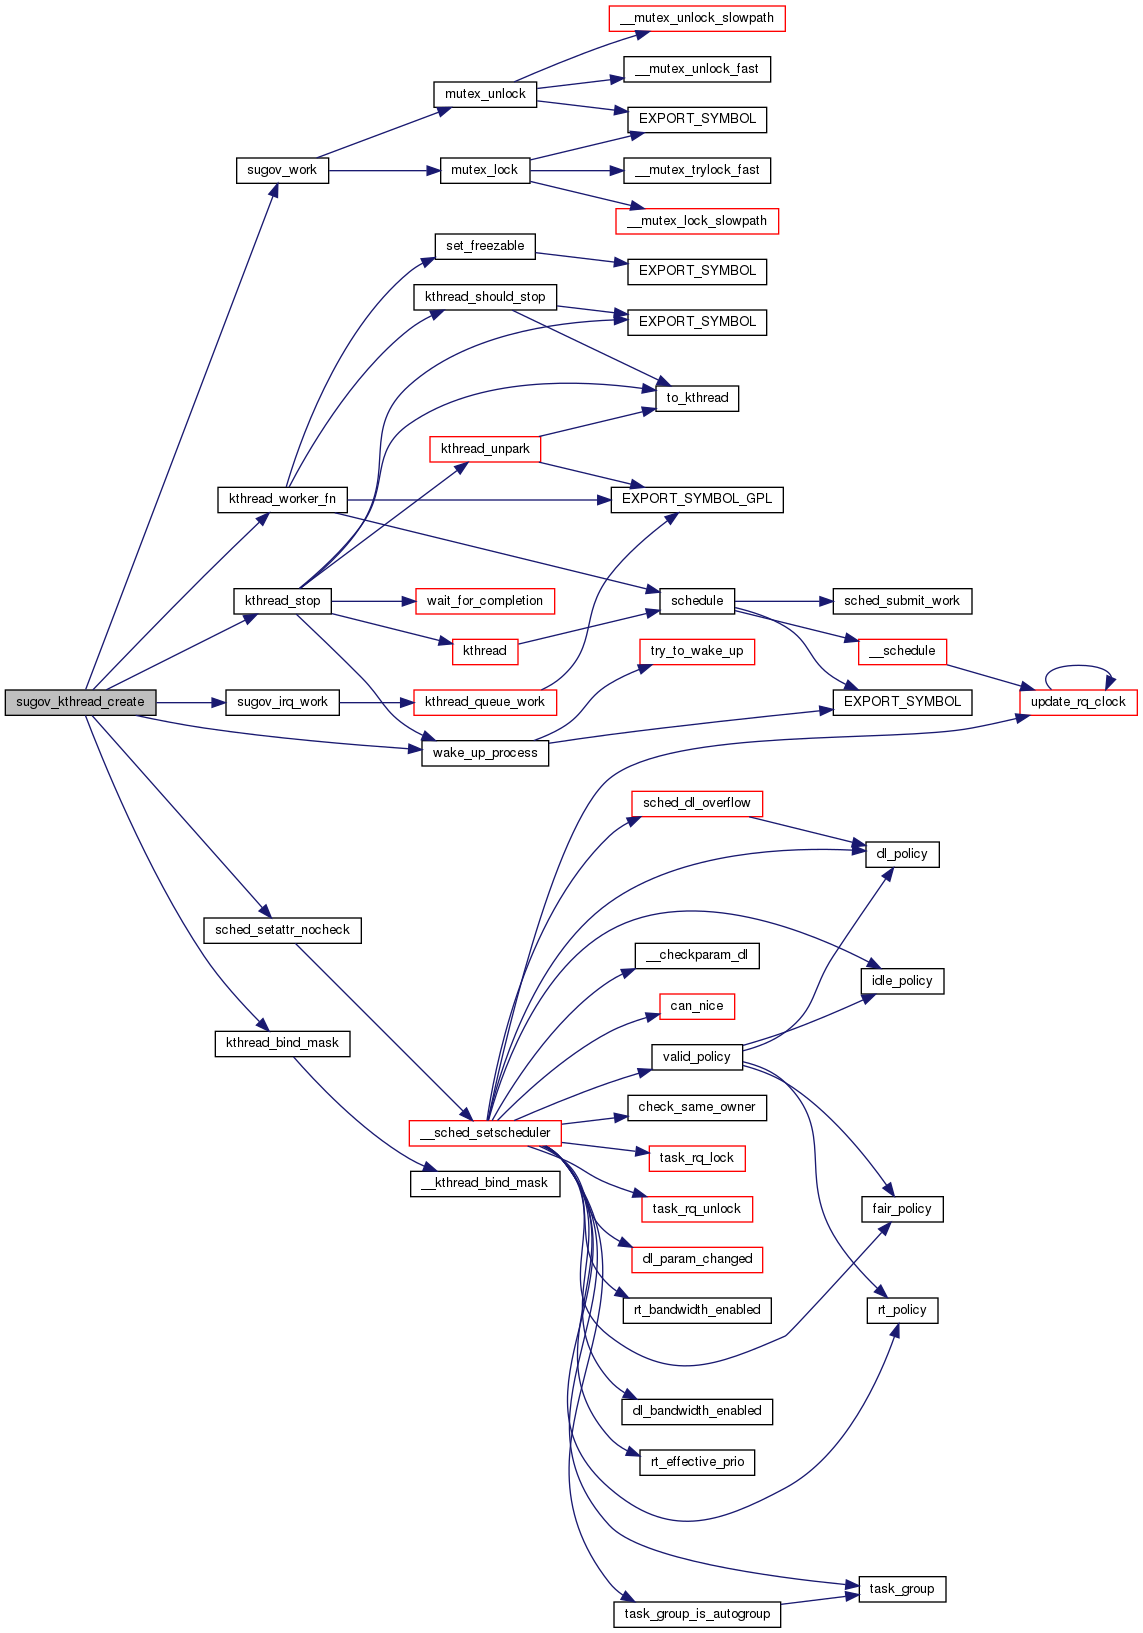 __mutex_unlock_slowpath
__mutex_unlock_fast
mutex_unlock
EXPORT_SYMBOL
sugov_work
mutex_lock
__mutex_trylock_fast
__mutex_lock_slowpath
set_freezable
EXPORT_SYMBOL
kthread_should_stop
EXPORT_SYMBOL
to_kthread
kthread_unpark
kthread_worker_fn
EXPORT_SYMBOL_GPL
kthread_stop
wait_for_completion
schedule
sched_submit_work
kthread
try_to_wake_up
__schedule
sugov_kthread_create
sugov_irq_work
kthread_queue_work
EXPORT_SYMBOL
update_rq_clock
wake_up_process
sched_dl_overflow
dl_policy
sched_setattr_nocheck
__checkparam_dl
idle_policy
can_nice
kthread_bind_mask
valid_policy
check_same_owner
__sched_setscheduler
task_rq_lock
__kthread_bind_mask
task_rq_unlock
fair_policy
dl_param_changed
rt_bandwidth_enabled
rt_policy
dl_bandwidth_enabled
rt_effective_prio
task_group
task_group_is_autogroup